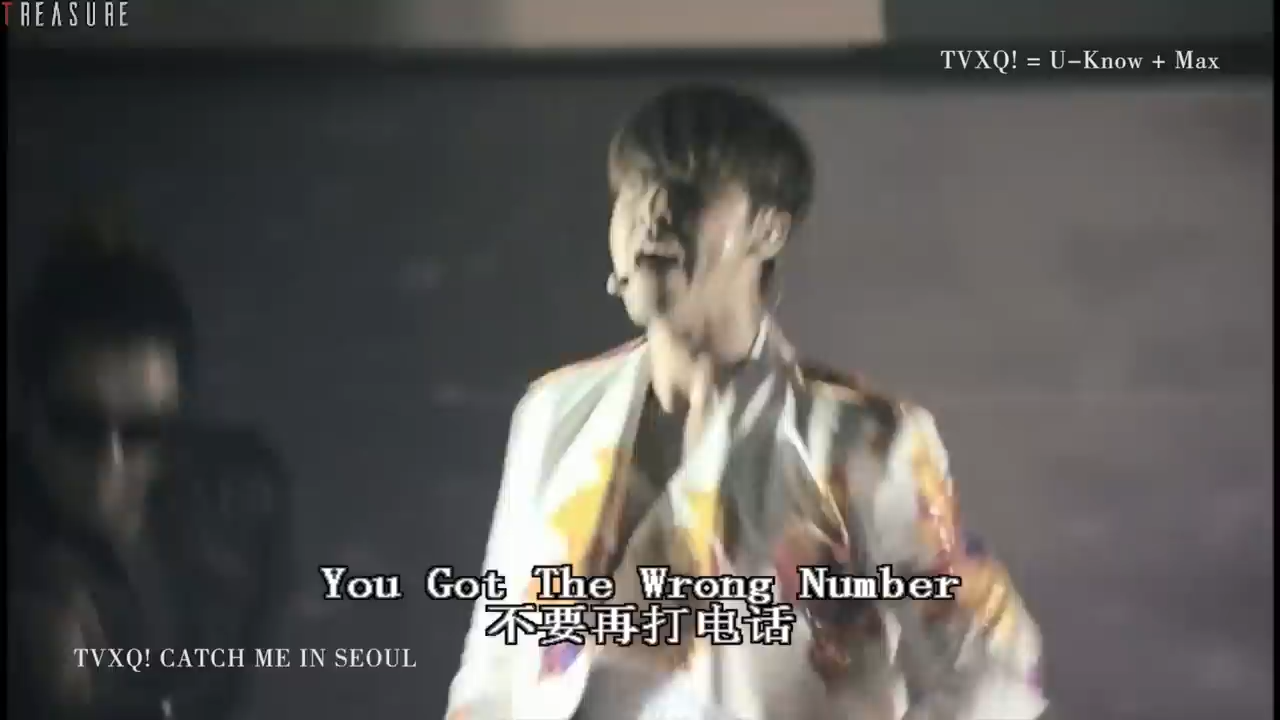 TREASURE
TVXQ! = U-Know + Max
You Got The Wrong Number
不要再打电话
TVXQ! CATCH ME IN SEOUL